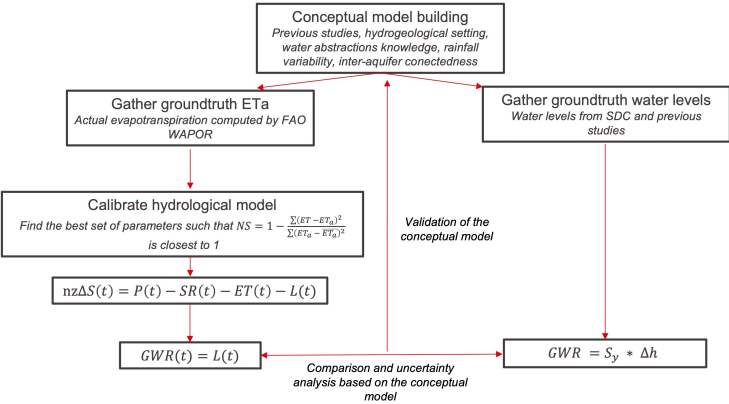 Conceptual model building
Previous studies, hydrogeological setting,
water abstractions knowledge, rainfall
variability, inter-aquifer conectedness
Gather groundtruth ETa
Actual evapotranspiration computed by FAO
WAPOR
Gather groundtruth water levels
Water levels from SDC and previous
studies
Calibrate hydrological model
Find the best set of parameters such that NS = 1 − ∑(ET −ETₐ)² / ∑(ETₐ − E̅T̅ₐ)²
is closest to 1
Validation of the
conceptual model
nzΔS(t) = P(t) − SR(t) − ET(t) − L(t)
GWR(t) = L(t)
GWR = Sᵧ * Δh
Comparison and uncertainty
analysis based on the conceptual
model